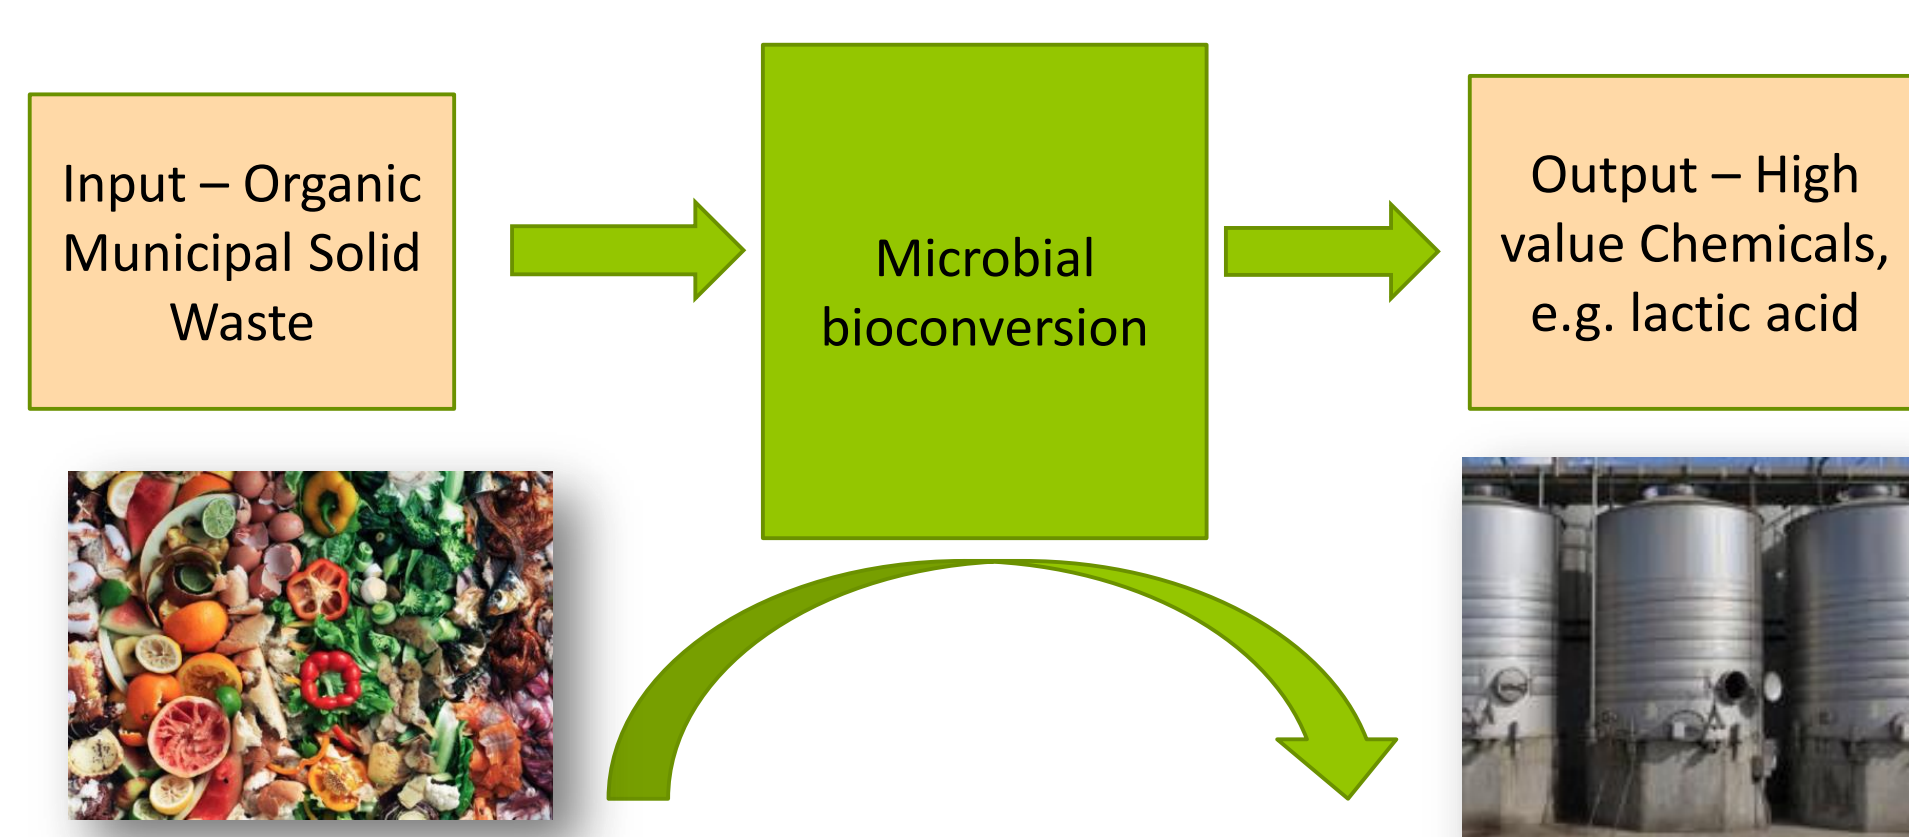 Input – Organic
Municipal Solid
Waste
Microbial
bioconversion
Output – High
value Chemicals,
e.g. lactic acid